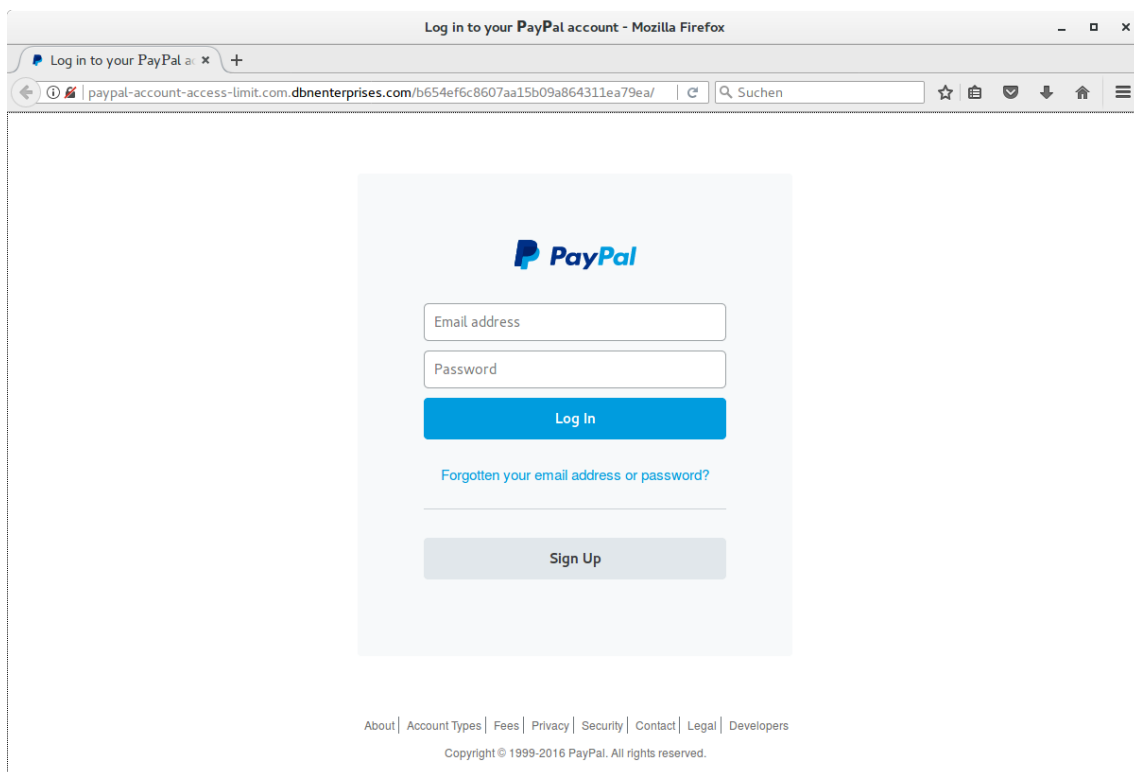 Log in to your PayPal account - Mozilla Firefox
Log in to your PayPal ac
paypal-account-access-limit.com.dbnenterprises.com/b654ef6c8607aa15b09a864311ea79ea/
Suchen
PayPal
Email address
Password
Log In
Forgotten your email address or password?
Sign Up
About | Account Types | Fees | Privacy | Security | Contact | Legal | Developers
Copyright © 1999-2016 PayPal. All rights reserved.